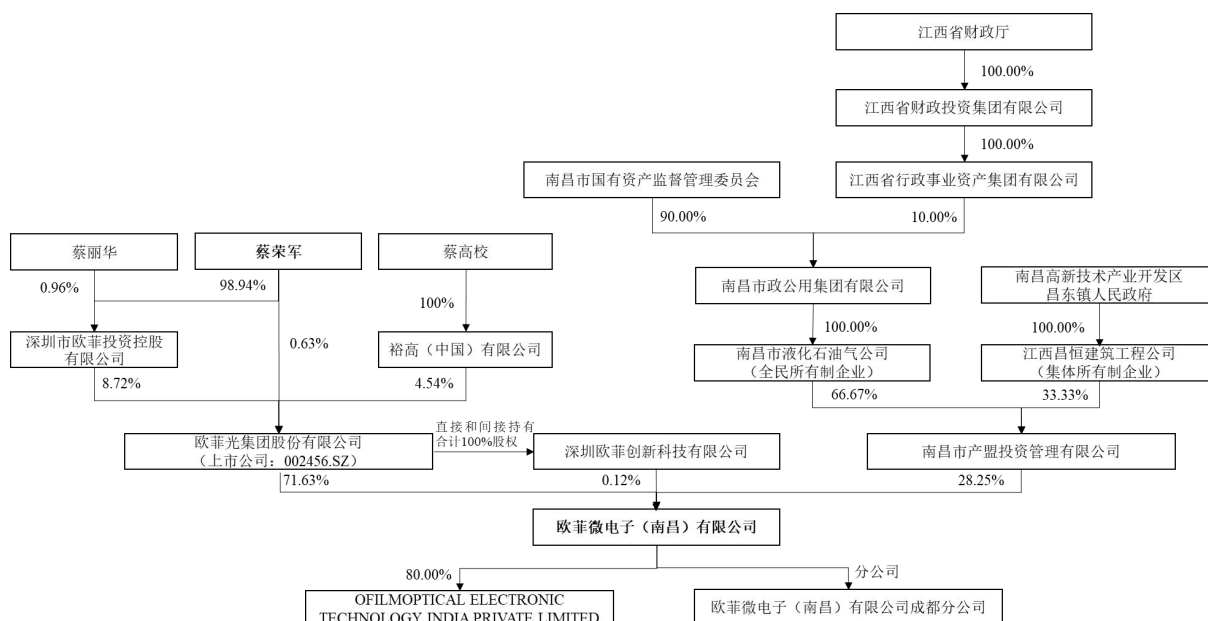 江西省财政厅
100.00%
江西省财政投资集团有限公司
100.00%
南昌市国有资产监督管理委员会
江西省行政事业资产集团有限公司
90.00%
10.00%
蔡丽华
蔡荣军
蔡高校
南昌市政公用集团有限公司
南昌高新技术产业开发区
昌东镇人民政府
0.96%
98.94%
100%
100.00%
100.00%
深圳市欧菲投资控股
有限公司
0.63%
裕高（中国）有限公司
南昌市液化石油气公司
（全民所有制企业）
江西昌恒建筑工程公司
（集体所有制企业）
8.72%
4.54%
66.67%
33.33%
欧菲光集团股份有限公司
（上市公司：002456.SZ）
直接和间接持有
合计100%股权
深圳欧菲创新科技有限公司
南昌市产盟投资管理有限公司
71.63%
0.12%
28.25%
欧菲微电子（南昌）有限公司
80.00%
分公司
OFILMOPTICAL ELECTRONIC
TECHNOLOGY INDIA PRIVATE LIMITED
欧菲微电子（南昌）有限公司成都分公司